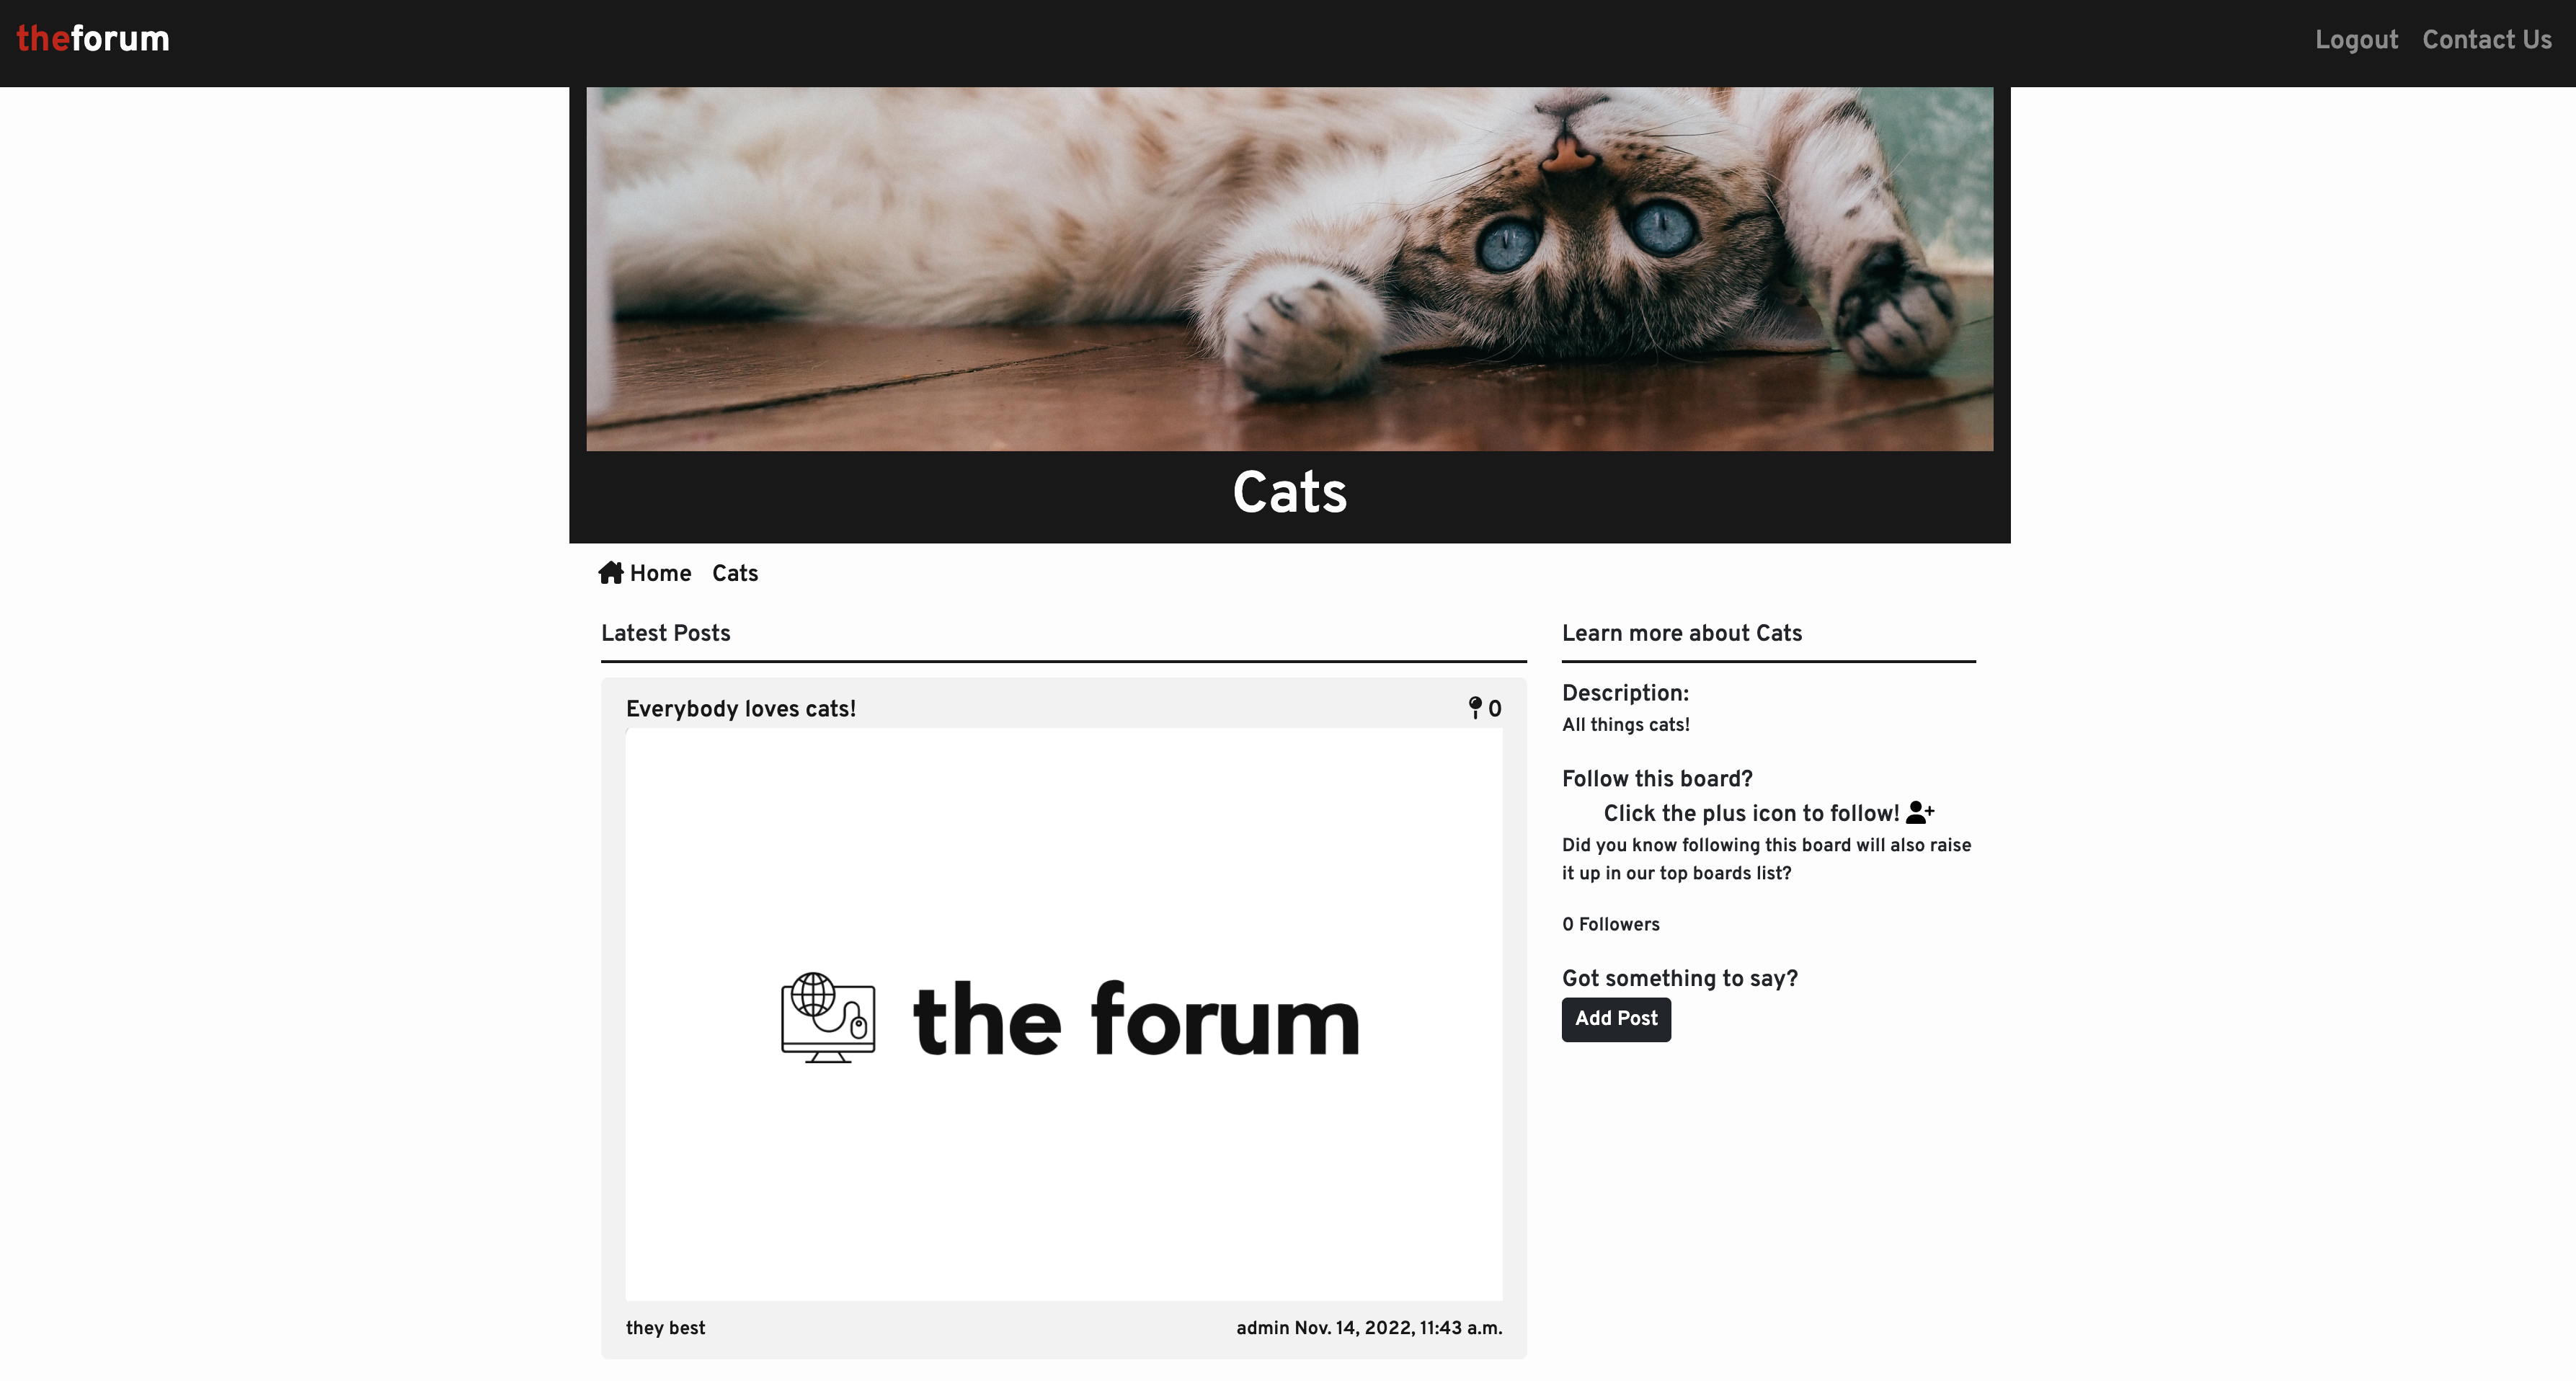 theforum
Logout Contact Us
Cats
Home Cats
Latest Posts
Everybody loves cats! 0
the forum
they best
admin Nov. 14, 2022, 11:43 a.m.
Learn more about Cats
Description:
All things cats!
Follow this board?
Click the plus icon to follow!
Did you know following this board will also raise
it up in our top boards list?
0 Followers
Got something to say?
Add Post